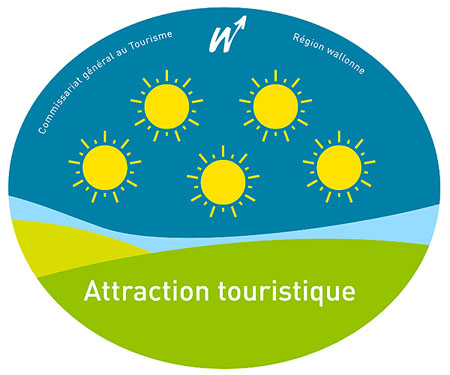 Commissariat général au Tourisme
W
Région wallonne
Attraction touristique